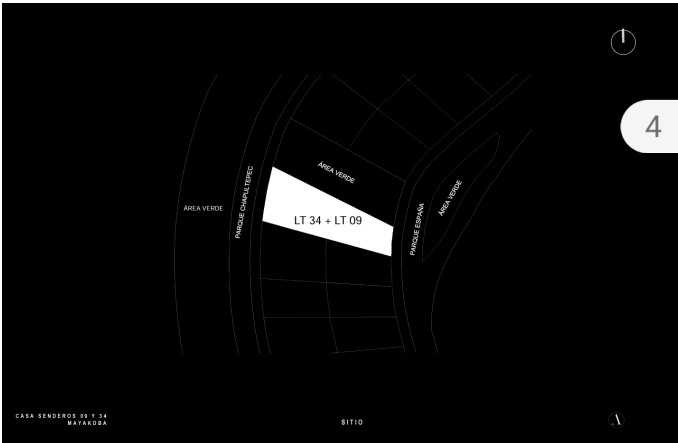 4
ÁREA VERDE
PARQUE CHAPULTEPEC
ÁREA VERDE
LT 34 + LT 09
PARQUE ESPAÑA
ÁREA VERDE
CASA SENDEROS 09 Y 34
MAYAKOBA
SITIO